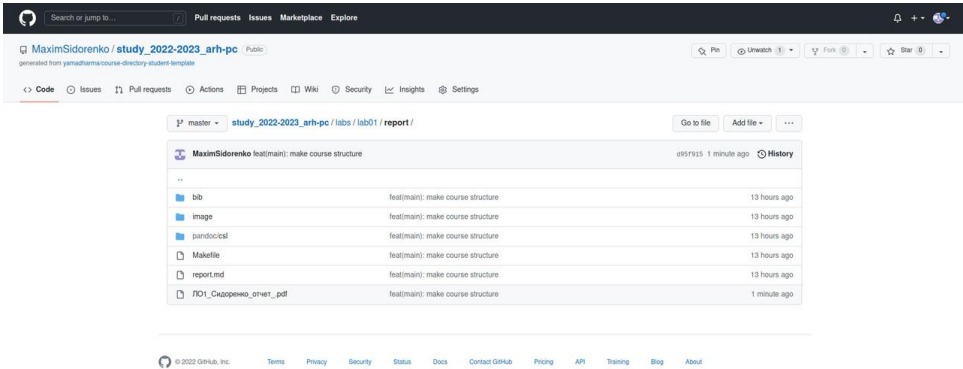 Search or jump to... / Pull requests Issues Marketplace Explore
MaximSidorenko / study_2022-2023_arh-pc Public Pin Unwatch 1 Fork 0 Star 0
generated from yamadharma/course-directory-student-template
<> Code Issues Pull requests Actions Projects Wiki Security Insights Settings
master study_2022-2023_arh-pc / labs / lab01 / report / Go to file Add file ...
MaximSidorenko feat(main): make course structure d95f915 1 minute ago History
..
bib feat(main): make course structure 13 hours ago
image feat(main): make course structure 13 hours ago
pandoc/csl feat(main): make course structure 13 hours ago
Makefile feat(main): make course structure 13 hours ago
report.md feat(main): make course structure 13 hours ago
ЛО1_Сидоренко_отчет_.pdf feat(main): make course structure 1 minute ago
© 2022 GitHub, Inc. Terms Privacy Security Status Docs Contact GitHub Pricing API Training Blog About